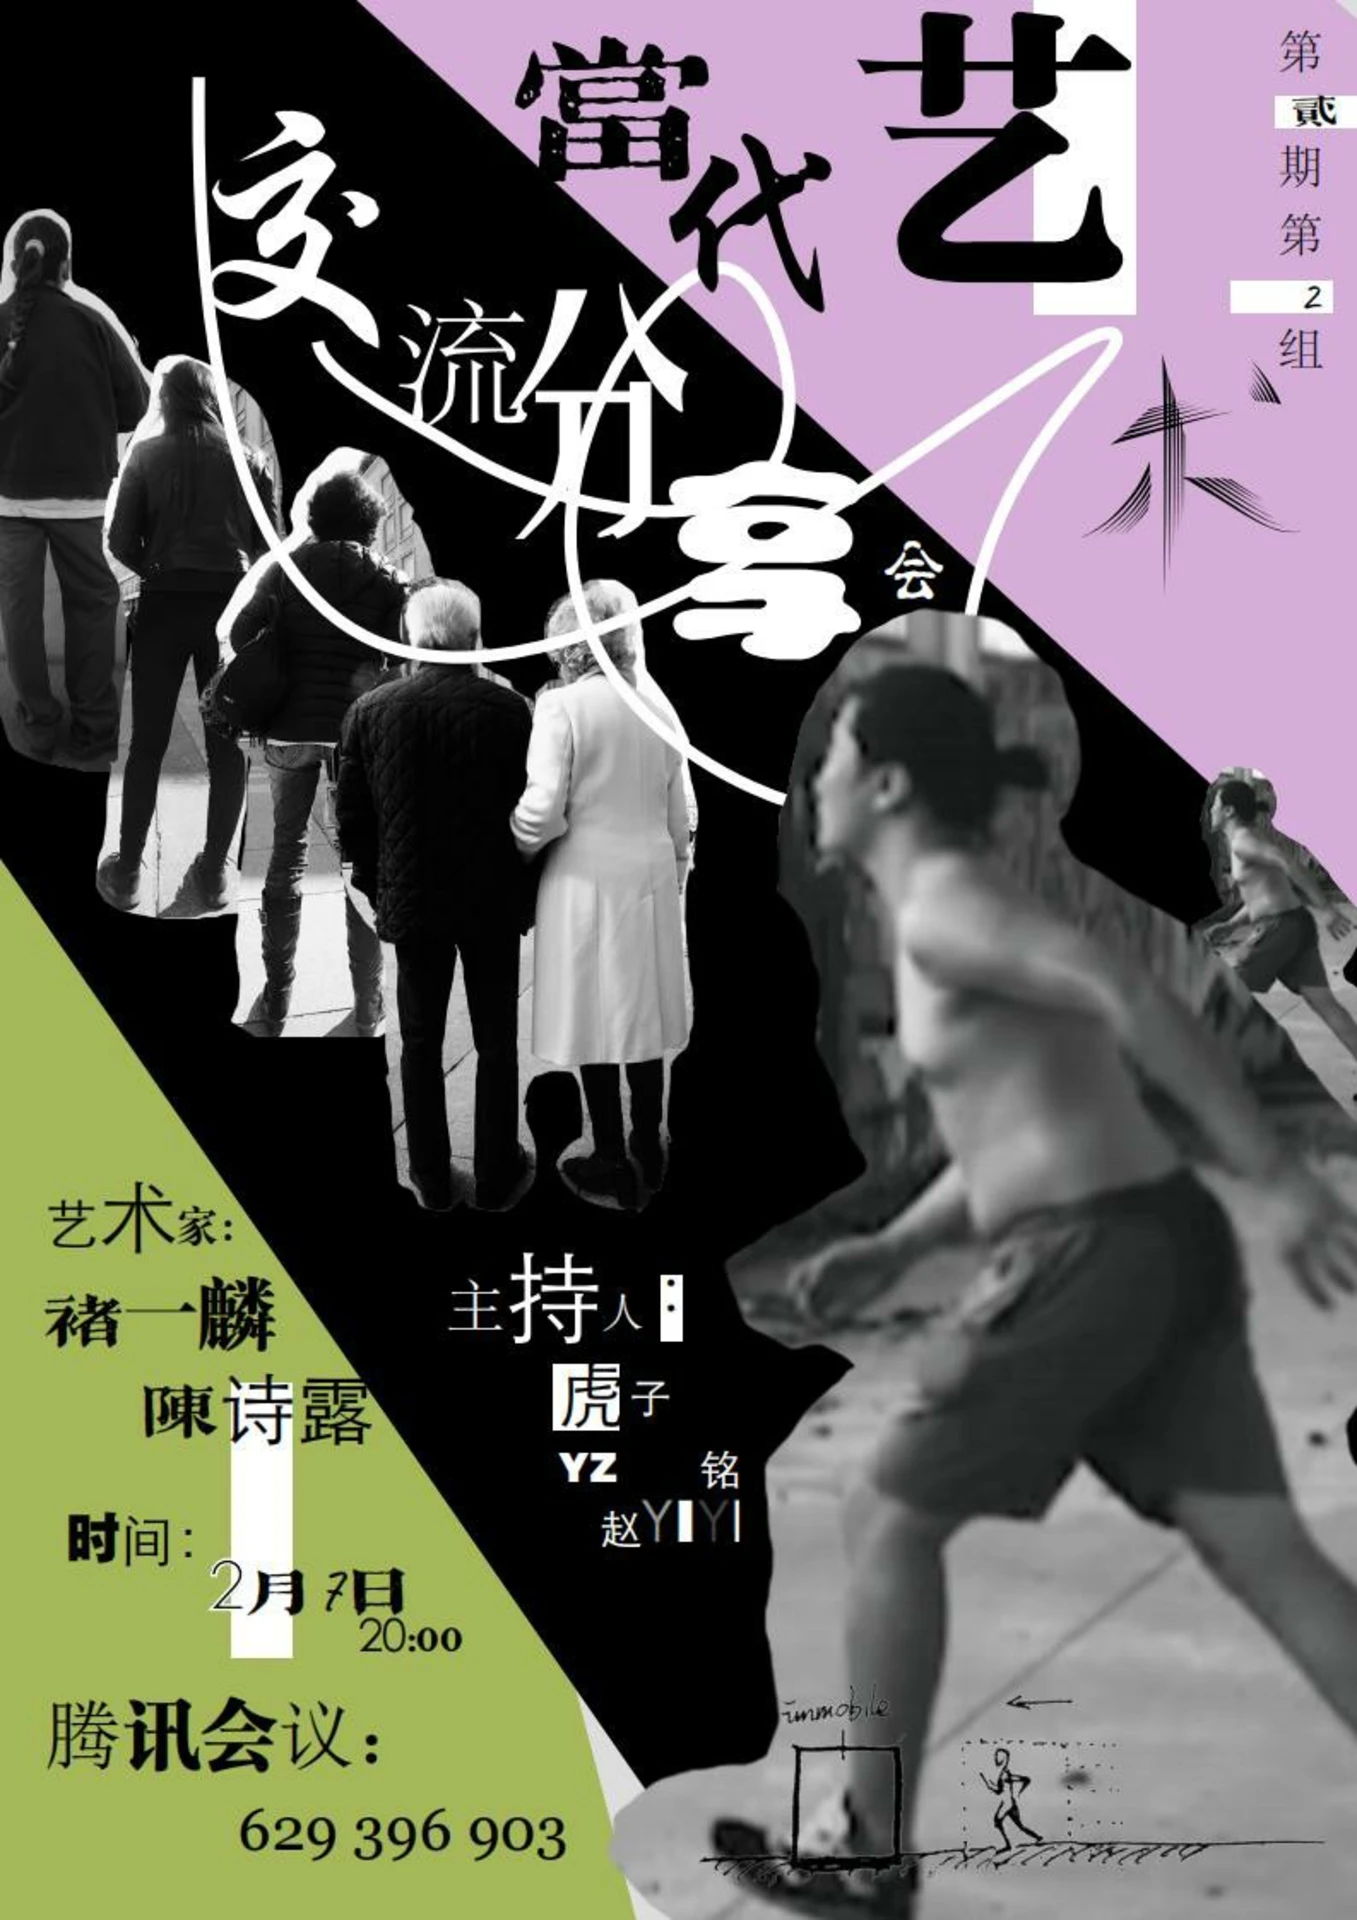 當代艺术
交流分享会
第
貳
期
第
2
组
艺术家：
褚一麟
陳诗露
时间：
2月7日
20:00
腾讯会议：
629 396 903
主持人：
虎子
YZ 铭
赵YIYI
immobile